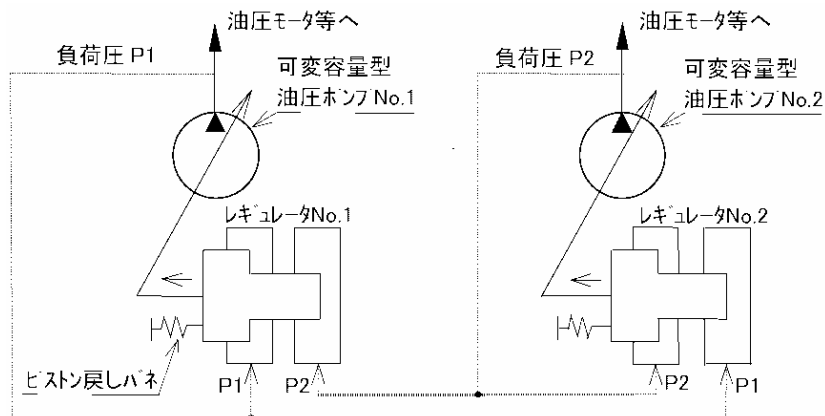 油圧モータ等へ
負荷圧 P1
可変容量型
油圧ポンプNo.1
レギュレータNo.1
ピストン戻しバネ
P1
P2
油圧モータ等へ
負荷圧 P2
可変容量型
油圧ポンプNo.2
レギュレータNo.2
P2
P1